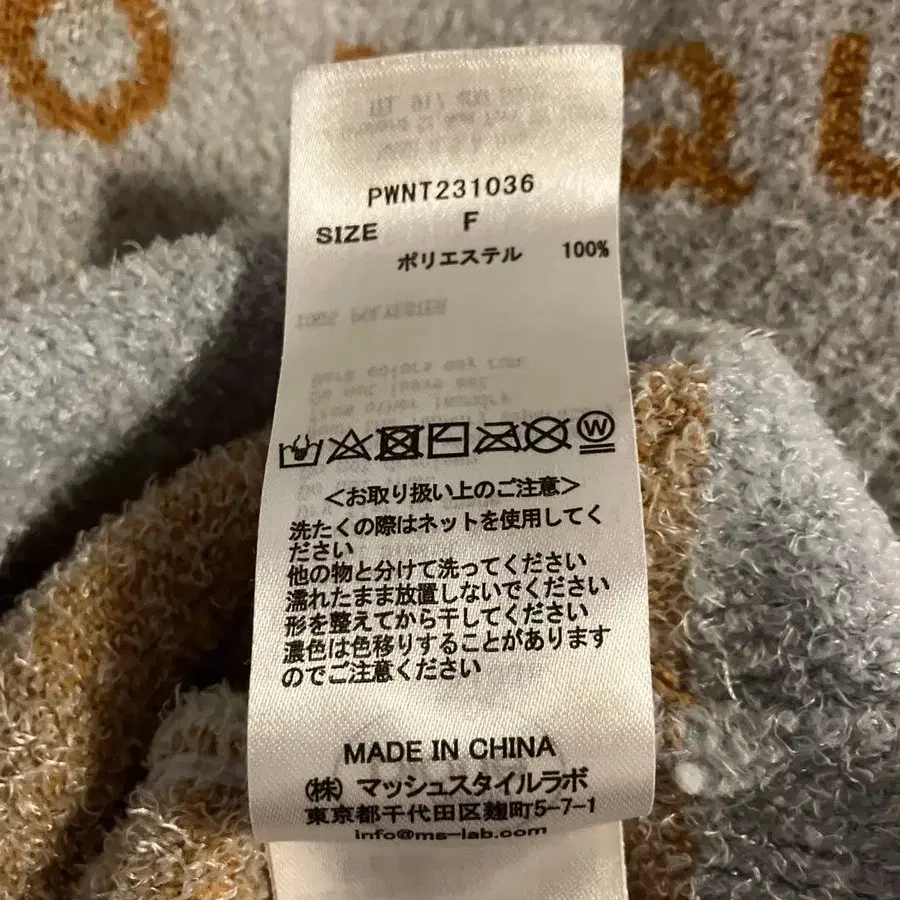 O
QU
PWNT231036
SIZE F
ポリエステル 100%
W
<お取り扱い上のご注意>
洗たくの際はネットを使用してく
ださい
他の物と分けて洗ってください
濡れたまま放置しないでください
形を整えてから干してください
濃色は色移りすることがあります
のでご注意ください
MADE IN CHINA
(株) マッシュスタイルラボ
東京都千代田区麹町5-7-1
info@ms-lab.com